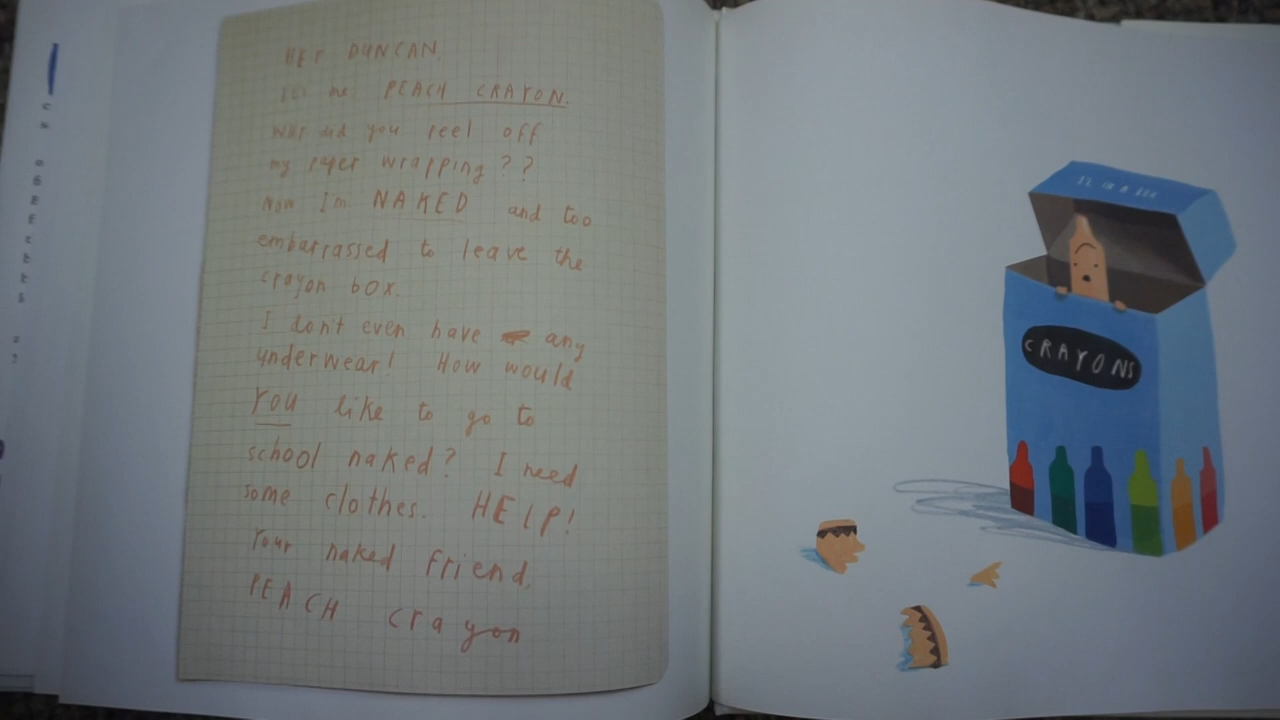 HEY DUNCAN,
It's me, PEACH CRAYON.
WHY did you peel off
my paper wrapping ? ?
Now I'm NAKED and too
embarrassed to leave the
crayon box.
I don't even have any
underwear! How would
YOU like to go to
school naked? I need
some clothes. HELP!
Your naked friend,
PEACH crayon
CRAYONS